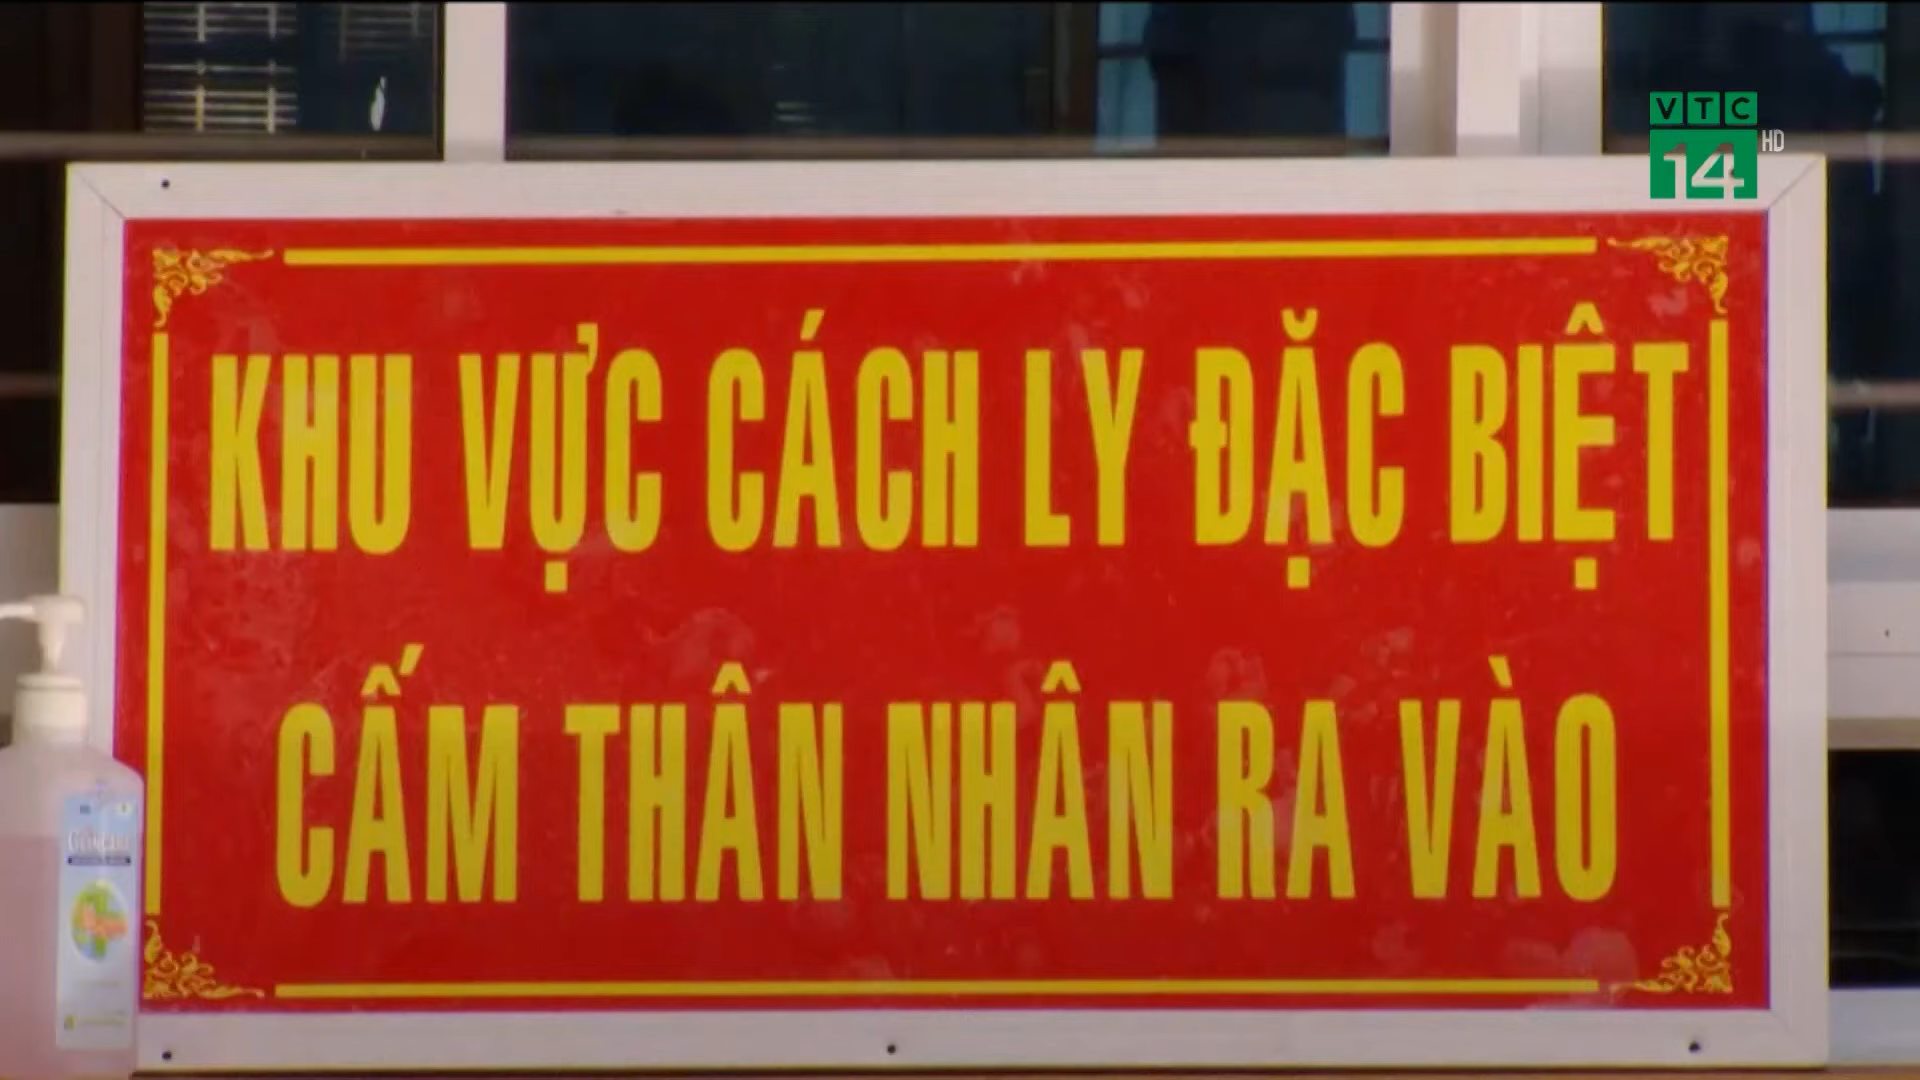 VTC
14 HD
KHU VỰC CÁCH LY ĐẶC BIỆT
CẤM THÂN NHÂN RA VÀO